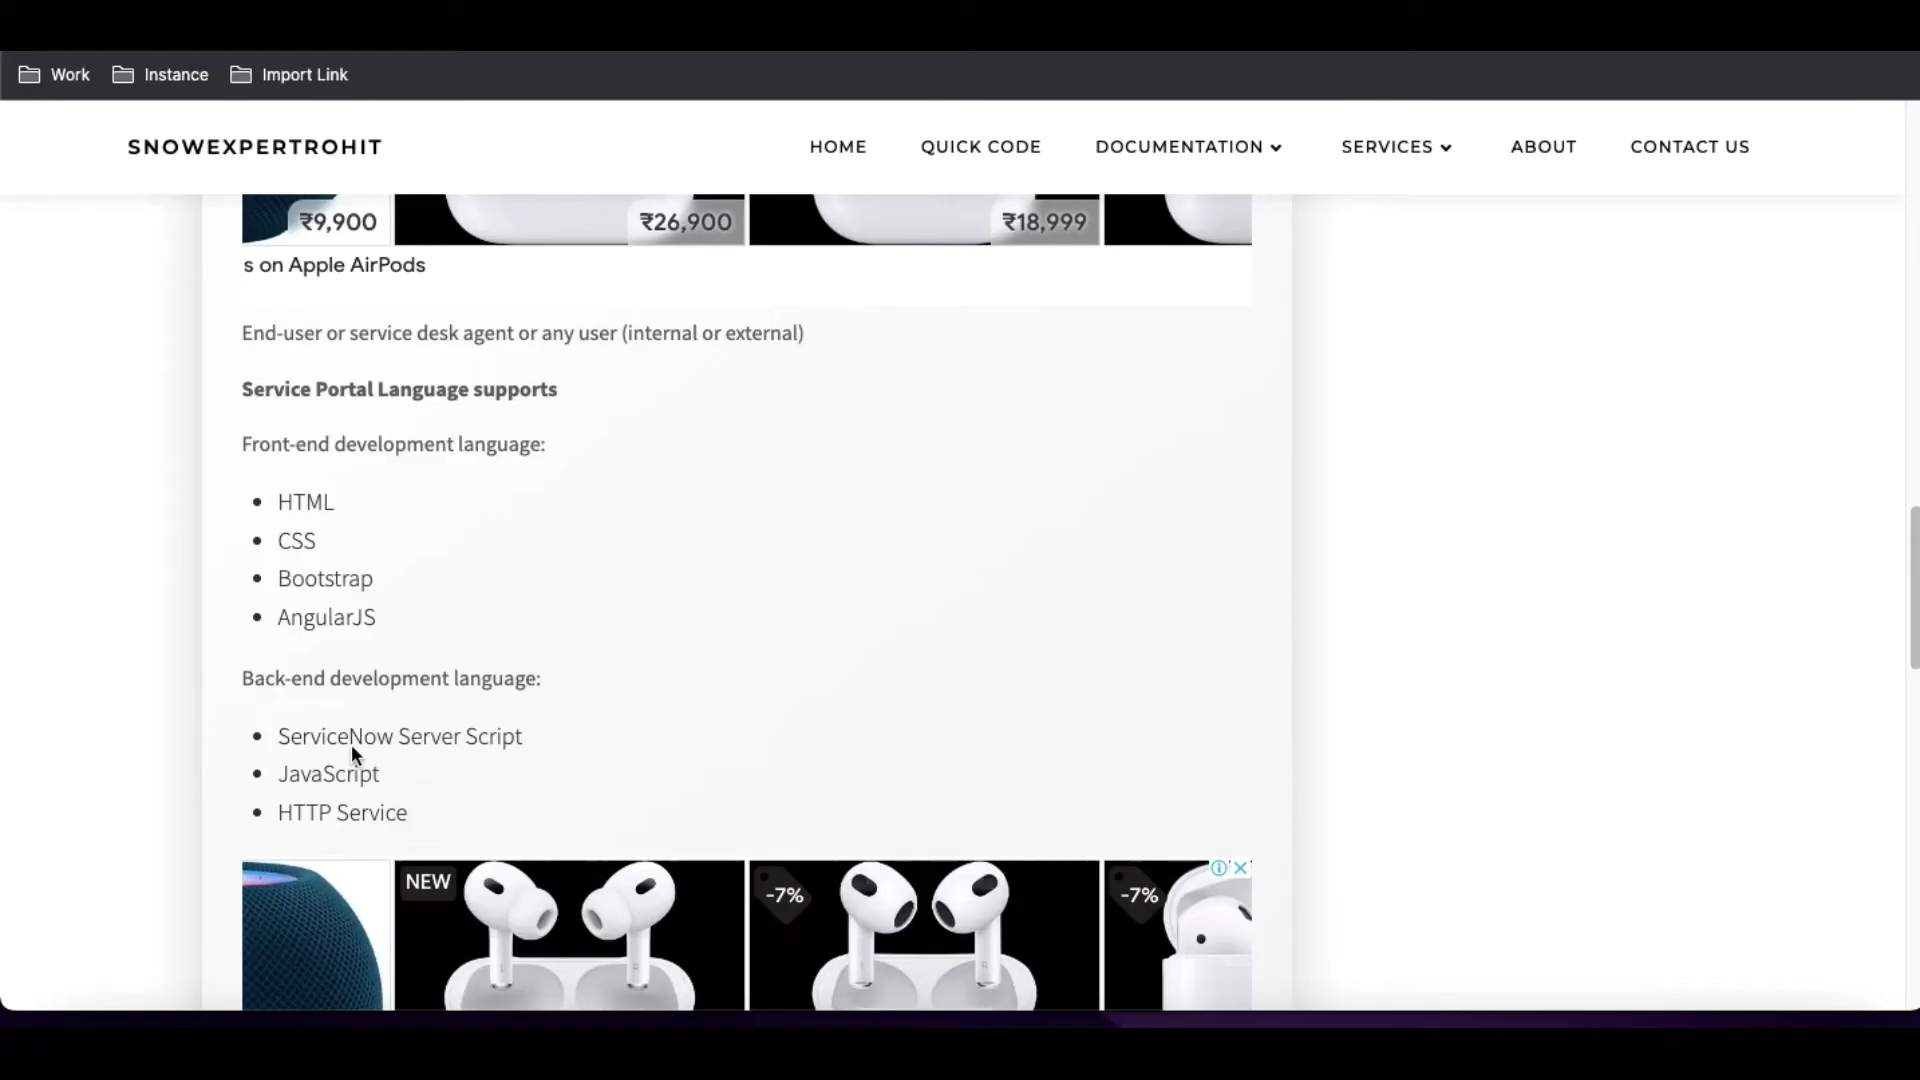 Work Instance Import Link
SNOWEXPERTROHIT HOME QUICK CODE DOCUMENTATION SERVICES ABOUT CONTACT US
₹9,900 ₹26,900 ₹18,999
s on Apple AirPods
End-user or service desk agent or any user (internal or external)
Service Portal Language supports
Front-end development language:
HTML
CSS
Bootstrap
AngularJS
Back-end development language:
ServiceNow Server Script
JavaScript
HTTP Service
NEW -7% -7%